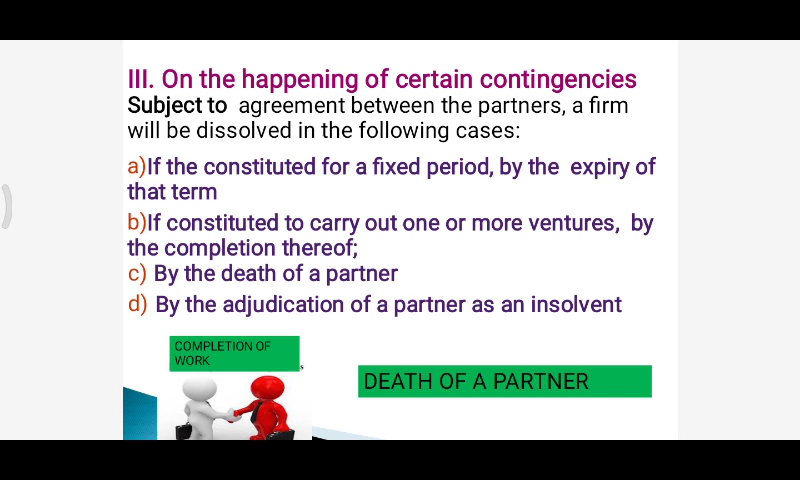 III. On the happening of certain contingencies
Subject to agreement between the partners, a firm
will be dissolved in the following cases:
a)If the constituted for a fixed period, by the expiry of
that term
b)If constituted to carry out one or more ventures, by
the completion thereof;
c) By the death of a partner
d) By the adjudication of a partner as an insolvent
COMPLETION OF
WORK
s
DEATH OF A PARTNER